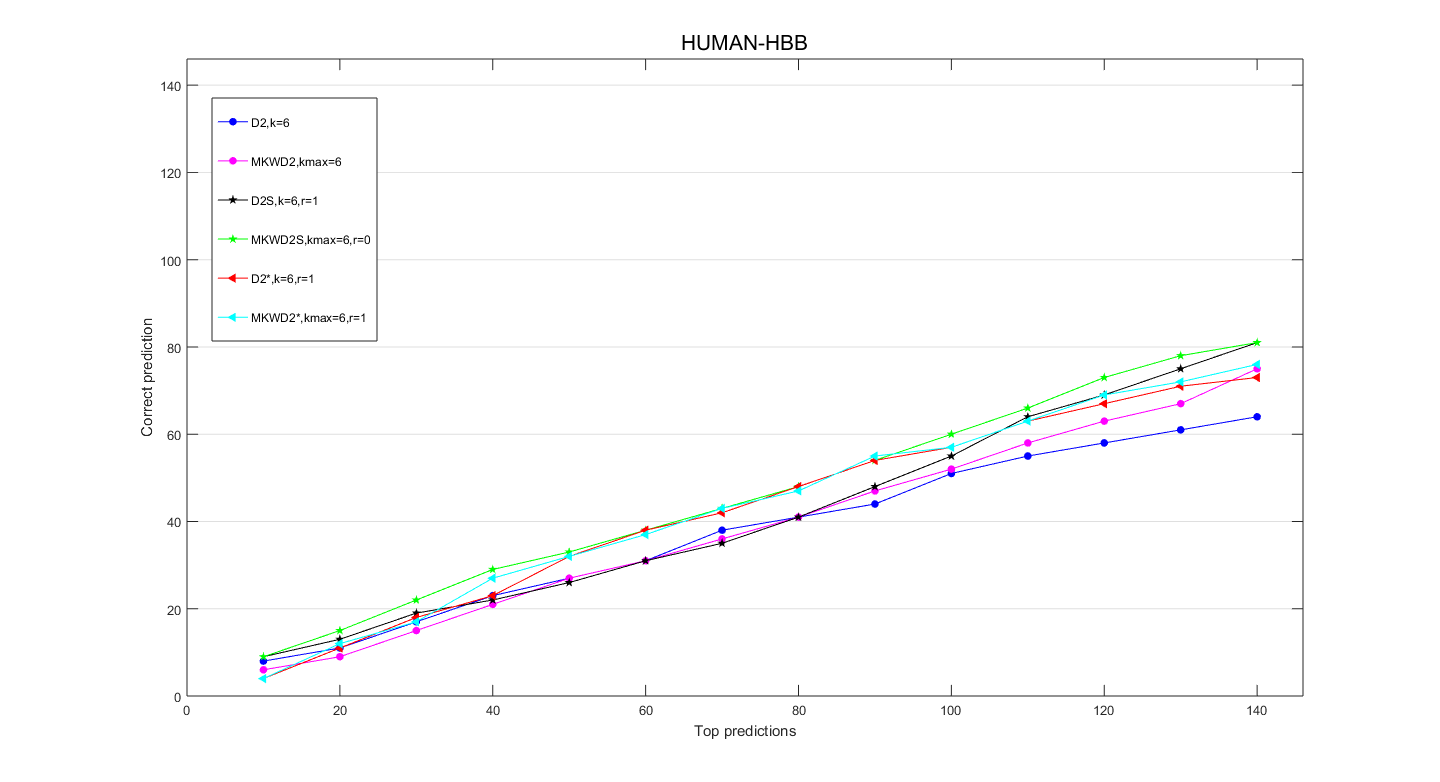 HUMAN-HBB
140
120
100
80
60
40
20
0
Correct prediction
D2,k=6
MKWD2,kmax=6
D2S,k=6,r=1
MKWD2S,kmax=6,r=0
D2*,k=6,r=1
MKWD2*,kmax=6,r=1
0 20 40 60 80 100 120 140
Top predictions